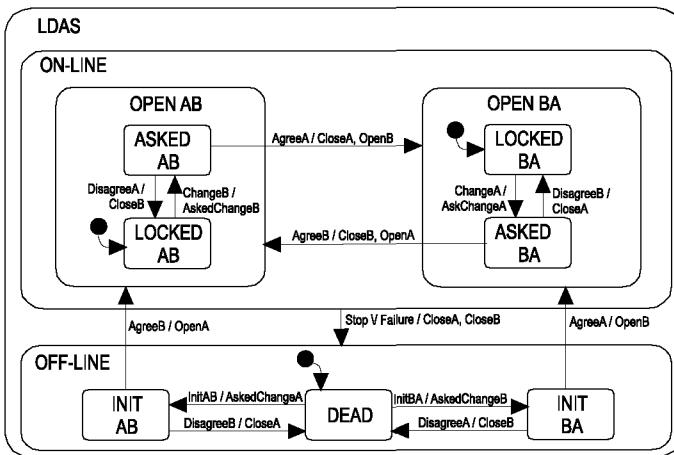 LDAS
ON-LINE
OPEN AB
OPEN BA
ASKED
AB
LOCKED
BA
AgreeA / CloseA, OpenB
DisagreeA /
CloseB
ChangeB /
AskedChangeB
ChangeA /
AskChangeA
DisagreeB /
CloseA
LOCKED
AB
ASKED
BA
AgreeB / CloseB, OpenA
AgreeB / OpenA
Stop V Failure / CloseA, CloseB
AgreeA / OpenB
OFF-LINE
INIT
AB
InitAB / AskedChangeA
DisagreeB / CloseA
DEAD
InitBA / AskedChangeB
DisagreeA / CloseB
INIT
BA